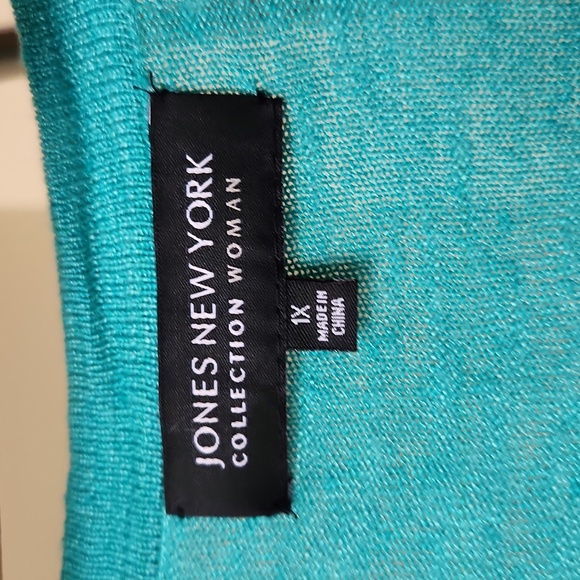 JONES NEW YORK
COLLECTION WOMAN
1X
MADE IN
CHINA